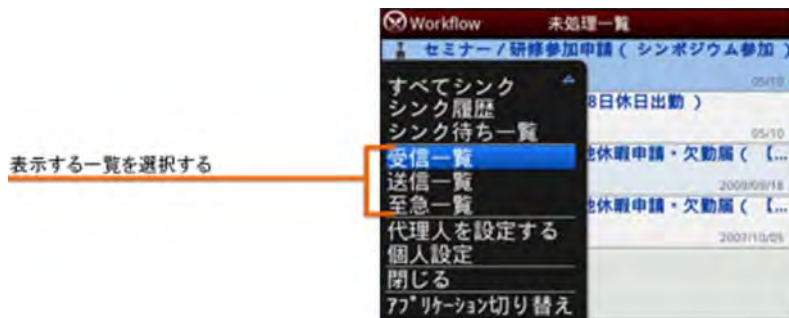 Workflow 未処理一覧
セミナー/研修参加申請( シンポジウム参加 )
05/10
すべてシンク
シンク履歴
8日休日出勤 )
シンク待ち一覧
05/10
表示する一覧を選択する
受信一覧
他休暇申請・欠勤届( 【...
送信一覧
2009/09/18
至急一覧
他休暇申請・欠勤届( 【...
代理人を設定する
2007/10/05
個人設定
閉じる
アプリケーション切り替え